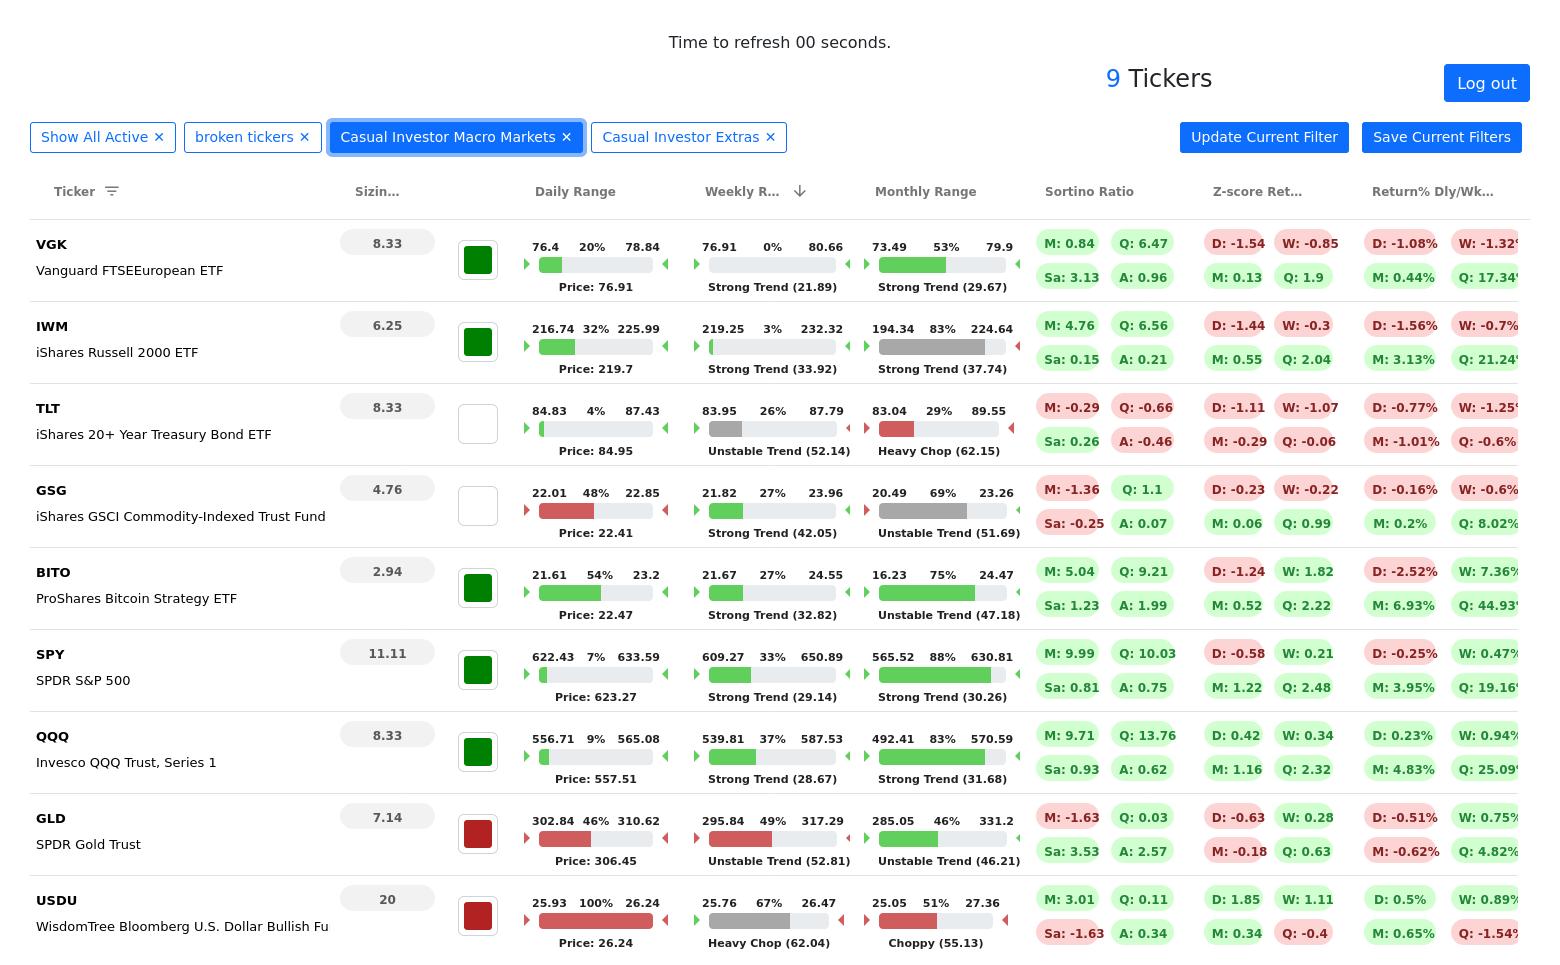 Time to refresh 00 seconds.
9 Tickers
Log out
Show All Active ✕ broken tickers ✕ Casual Investor Macro Markets ✕ Casual Investor Extras ✕ Update Current Filter Save Current Filters
Ticker Sizin... Daily Range Weekly R... Monthly Range Sortino Ratio Z-score Ret... Return% Dly/Wk...
VGK 8.33 76.4 20% 78.84 76.91 0% 80.66 73.49 53% 79.9 M: 0.84 Q: 6.47 D: -1.54 W: -0.85 D: -1.08% W: -1.32%
Vanguard FTSEEuropean ETF Price: 76.91 Strong Trend (21.89) Strong Trend (29.67) Sa: 3.13 A: 0.96 M: 0.13 Q: 1.9 M: 0.44% Q: 17.34%
IWM 6.25 216.74 32% 225.99 219.25 3% 232.32 194.34 83% 224.64 M: 4.76 Q: 6.56 D: -1.44 W: -0.3 D: -1.56% W: -0.7%
iShares Russell 2000 ETF Price: 219.7 Strong Trend (33.92) Strong Trend (37.74) Sa: 0.15 A: 0.21 M: 0.55 Q: 2.04 M: 3.13% Q: 21.24%
TLT 8.33 84.83 4% 87.43 83.95 26% 87.79 83.04 29% 89.55 M: -0.29 Q: -0.66 D: -1.11 W: -1.07 D: -0.77% W: -1.25%
iShares 20+ Year Treasury Bond ETF Price: 84.95 Unstable Trend (52.14) Heavy Chop (62.15) Sa: 0.26 A: -0.46 M: -0.29 Q: -0.06 M: -1.01% Q: -0.6%
GSG 4.76 22.01 48% 22.85 21.82 27% 23.96 20.49 69% 23.26 M: -1.36 Q: 1.1 D: -0.23 W: -0.22 D: -0.16% W: -0.6%
iShares GSCI Commodity-Indexed Trust Fund Price: 22.41 Strong Trend (42.05) Unstable Trend (51.69) Sa: -0.25 A: 0.07 M: 0.06 Q: 0.99 M: 0.2% Q: 8.02%
BITO 2.94 21.61 54% 23.2 21.67 27% 24.55 16.23 75% 24.47 M: 5.04 Q: 9.21 D: -1.24 W: 1.82 D: -2.52% W: 7.36%
ProShares Bitcoin Strategy ETF Price: 22.47 Strong Trend (32.82) Unstable Trend (47.18) Sa: 1.23 A: 1.99 M: 0.52 Q: 2.22 M: 6.93% Q: 44.93%
SPY 11.11 622.43 7% 633.59 609.27 33% 650.89 565.52 88% 630.81 M: 9.99 Q: 10.03 D: -0.58 W: 0.21 D: -0.25% W: 0.47%
SPDR S&P 500 Price: 623.27 Strong Trend (29.14) Strong Trend (30.26) Sa: 0.81 A: 0.75 M: 1.22 Q: 2.48 M: 3.95% Q: 19.16%
QQQ 8.33 556.71 9% 565.08 539.81 37% 587.53 492.41 83% 570.59 M: 9.71 Q: 13.76 D: 0.42 W: 0.34 D: 0.23% W: 0.94%
Invesco QQQ Trust, Series 1 Price: 557.51 Strong Trend (28.67) Strong Trend (31.68) Sa: 0.93 A: 0.62 M: 1.16 Q: 2.32 M: 4.83% Q: 25.09%
GLD 7.14 302.84 46% 310.62 295.84 49% 317.29 285.05 46% 331.2 M: -1.63 Q: 0.03 D: -0.63 W: 0.28 D: -0.51% W: 0.75%
SPDR Gold Trust Price: 306.45 Unstable Trend (52.81) Unstable Trend (46.21) Sa: 3.53 A: 2.57 M: -0.18 Q: 0.63 M: -0.62% Q: 4.82%
USDU 20 25.93 100% 26.24 25.76 67% 26.47 25.05 51% 27.36 M: 3.01 Q: 0.11 D: 1.85 W: 1.11 D: 0.5% W: 0.89%
WisdomTree Bloomberg U.S. Dollar Bullish Fu Price: 26.24 Heavy Chop (62.04) Choppy (55.13) Sa: -1.63 A: 0.34 M: 0.34 Q: -0.4 M: 0.65% Q: -1.54%